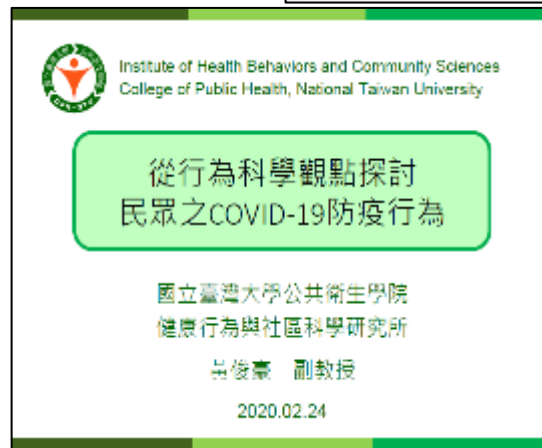 Institute of Health Behaviors and Community Sciences
College of Public Health, National Taiwan University
從行為科學觀點探討
民眾之COVID-19防疫行為
國立臺灣大學公共衛生學院
健康行為與社區科學研究所
副教授
2020.02.24